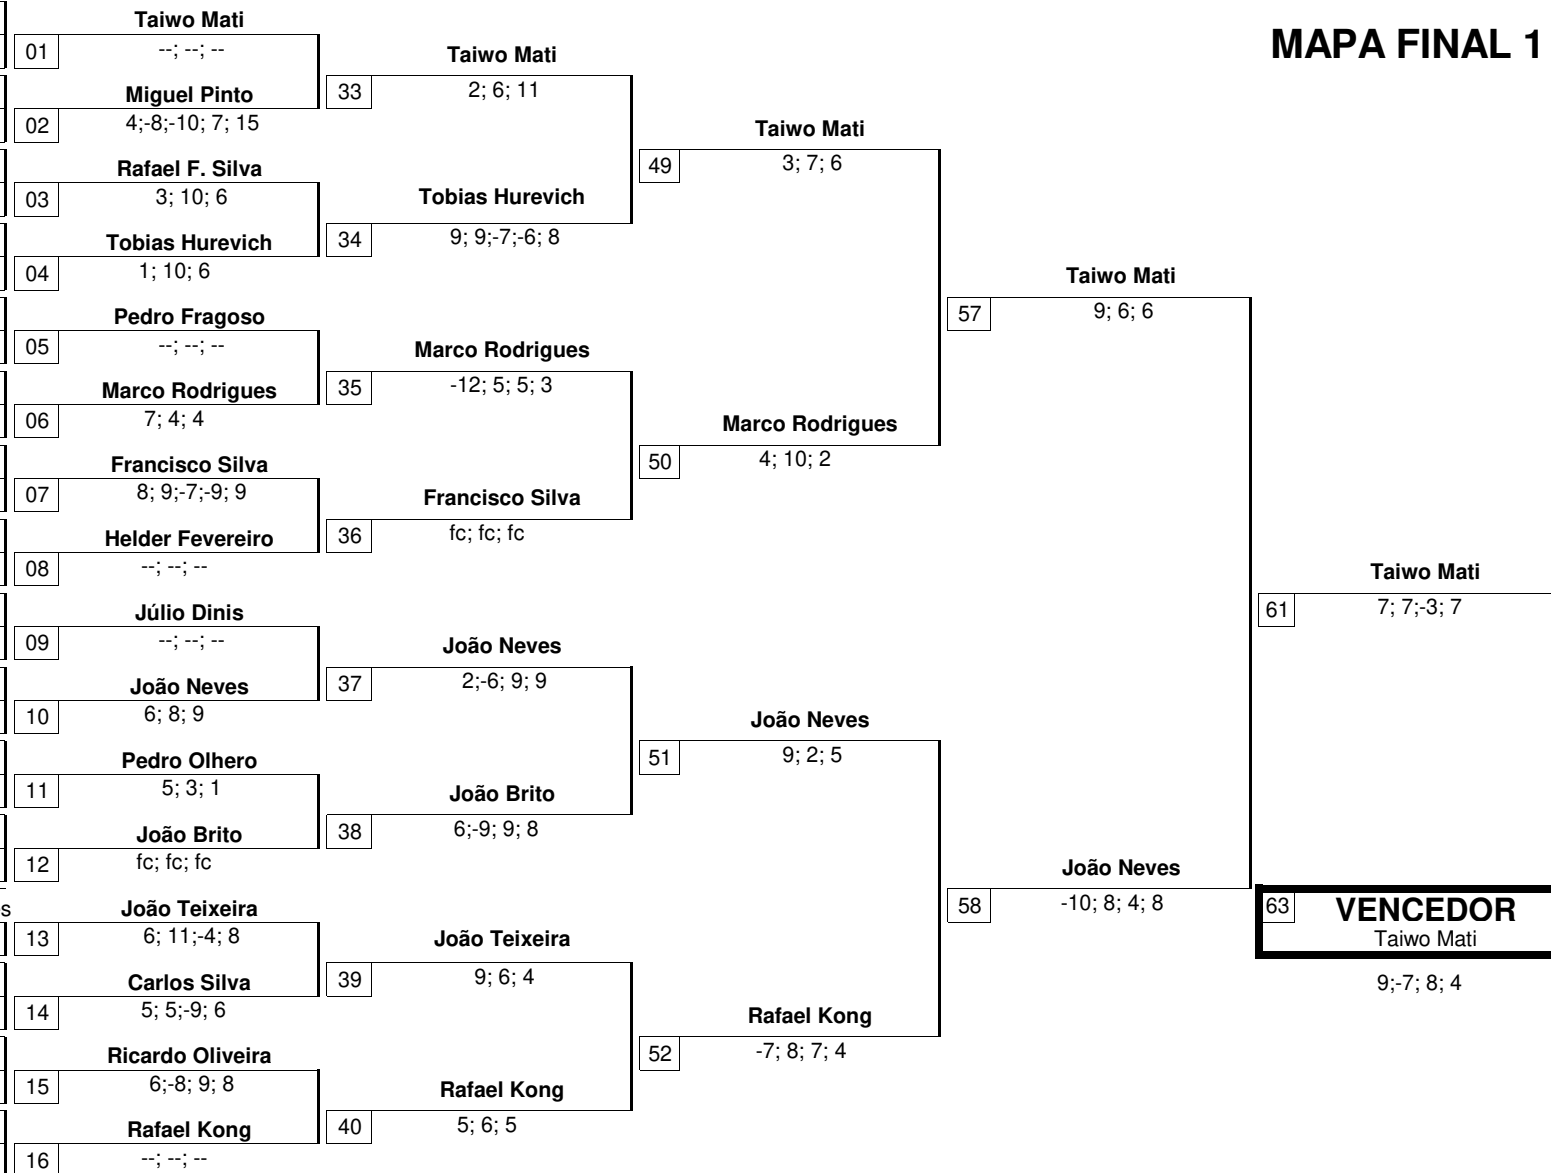 MAPA FINAL 1
Taiwo Mati
01
--; --; --
Miguel Pinto
02
4;-8;-10; 7; 15
Rafael F. Silva
03
3; 10; 6
Tobias Hurevich
04
1; 10; 6
Pedro Fragoso
05
--; --; --
Marco Rodrigues
06
7; 4; 4
Francisco Silva
07
8; 9;-7;-9; 9
Helder Fevereiro
08
--; --; --
Júlio Dinis
09
--; --; --
João Neves
10
6; 8; 9
Pedro Olhero
11
5; 3; 1
João Brito
12
fc; fc; fc
s
João Teixeira
13
6; 11;-4; 8
Carlos Silva
14
5; 5;-9; 6
Ricardo Oliveira
15
6;-8; 9; 8
Rafael Kong
16
--; --; --
Taiwo Mati
33
2; 6; 11
Tobias Hurevich
34
9; 9;-7;-6; 8
Marco Rodrigues
35
-12; 5; 5; 3
Francisco Silva
36
fc; fc; fc
João Neves
37
2;-6; 9; 9
João Brito
38
6;-9; 9; 8
João Teixeira
39
9; 6; 4
Rafael Kong
40
5; 6; 5
Taiwo Mati
49
3; 7; 6
Marco Rodrigues
50
4; 10; 2
João Neves
51
9; 2; 5
Rafael Kong
52
-7; 8; 7; 4
Taiwo Mati
57
9; 6; 6
João Neves
58
-10; 8; 4; 8
Taiwo Mati
61
7; 7;-3; 7
63
VENCEDOR
Taiwo Mati
9;-7; 8; 4